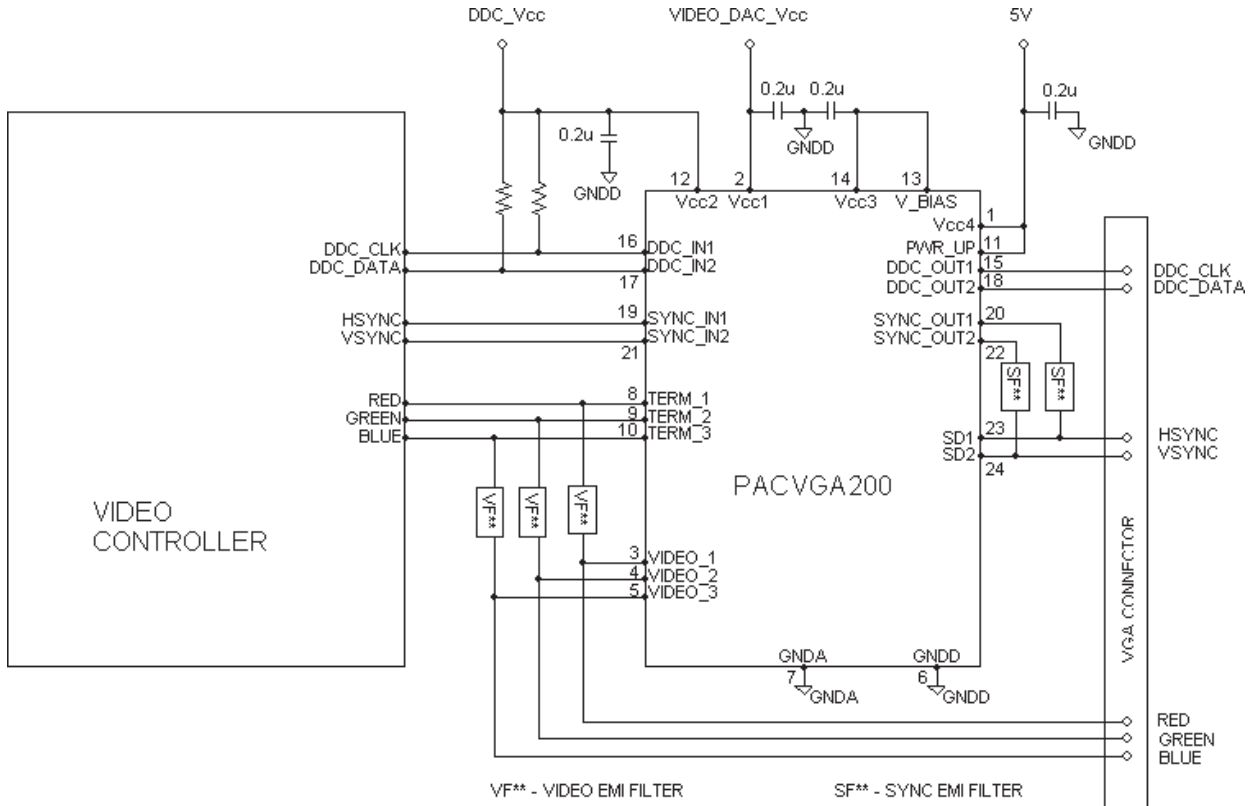 DDC_Vcc
VIDEO_DAC_Vcc
5V
0.2u
0.2u
0.2u
0.2u
GNDD
GNDD
GNDD
12
2
14
13
Vcc2
Vcc1
Vcc3
V_BIAS
Vcc4
1
PWR_UP
11
DDC_CLK
16
DDC_IN1
DDC_OUT1
15
DDC_CLK
DDC_DATA
17
DDC_IN2
DDC_OUT2
18
DDC_DATA
HSYNC
19
SYNC_IN1
SYNC_OUT1
20
VSYNC
21
SYNC_IN2
SYNC_OUT2
22
SF**
SF**
RED
8
TERM_1
GREEN
9
TERM_2
BLUE
10
TERM_3
SD1
23
HSYNC
SD2
24
VSYNC
PACVGA200
VIDEO
CONTROLLER
VF**
VF**
VF**
VGA CONNECTOR
3
VIDEO_1
4
VIDEO_2
5
VIDEO_3
GNDA
GNDD
7
6
GNDA
GNDD
RED
GREEN
BLUE
VF** - VIDEO EMI FILTER
SF** - SYNC EMI FILTER